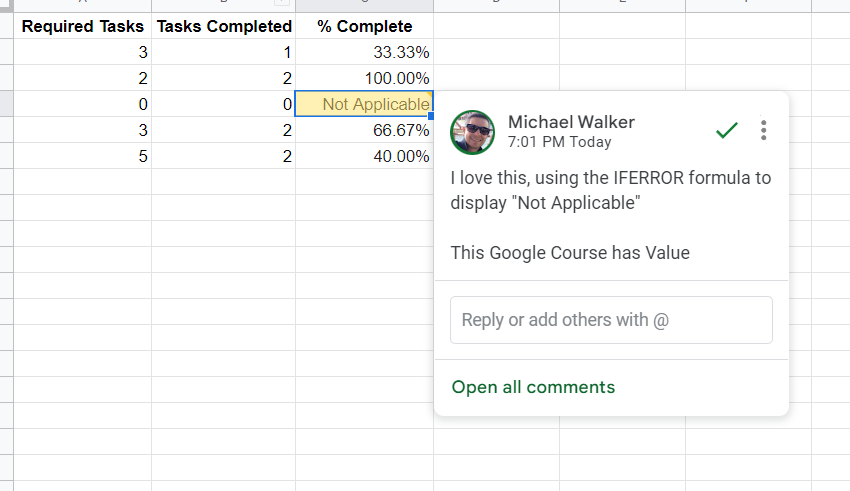 Required Tasks Tasks Completed % Complete
3 1 33.33%
2 2 100.00%
0 0 Not Applicable
3 2 66.67%
5 2 40.00%
Michael Walker
7:01 PM Today
I love this, using the IFERROR formula to
display "Not Applicable"
This Google Course has Value
Reply or add others with @
Open all comments